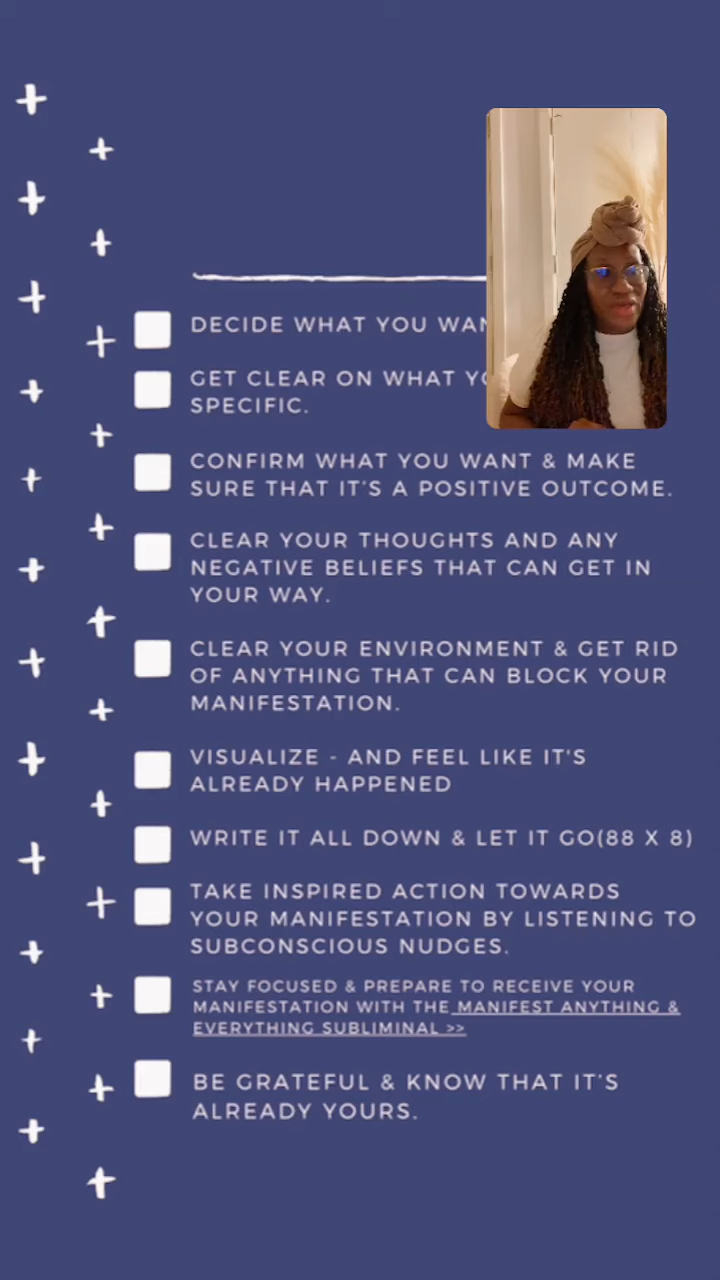 DECIDE WHAT YOU
GET CLEAR ON WHAT
SPECIFIC.
CONFIRM WHAT YOU WANT & MAKE
SURE THAT IT'S A POSITIVE OUTCOME.
CLEAR YOUR THOUGHTS AND ANY
NEGATIVE BELIEFS THAT CAN GET IN
YOUR WAY.
CLEAR YOUR ENVIRONMENT & GET RID
OF ANYTHING THAT CAN BLOCK YOUR
MANIFESTATION.
VISUALIZE - AND FEEL LIKE IT'S
ALREADY HAPPENED
WRITE IT ALL DOWN & LET IT GO(88 X 8)
TAKE INSPIRED ACTION TOWARDS
YOUR MANIFESTATION BY LISTENING TO
SUBCONSCIOUS NUDGES.
STAY FOCUSED & PREPARE TO RECEIVE YOUR
MANIFESTATION WITH THE MANIFEST ANYTHING &
EVERYTHING SUBLIMINAL >>
BE GRATEFUL & KNOW THAT IT'S
ALREADY YOURS.